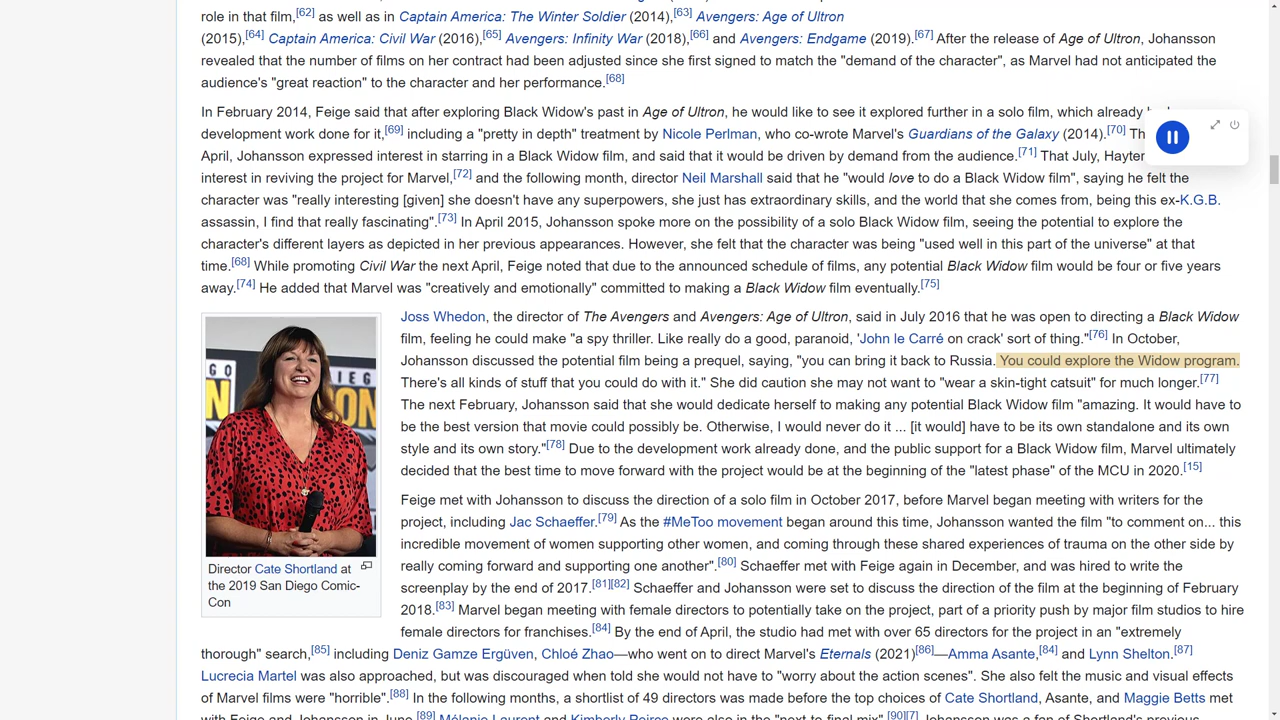 role in that film,[62] as well as in Captain America: The Winter Soldier (2014),[63] Avengers: Age of Ultron
(2015),[64] Captain America: Civil War (2016),[65] Avengers: Infinity War (2018),[66] and Avengers: Endgame (2019).[67] After the release of Age of Ultron, Johansson
revealed that the number of films on her contract had been adjusted since she first signed to match the "demand of the character", as Marvel had not anticipated the
audience's "great reaction" to the character and her performance.[68]
In February 2014, Feige said that after exploring Black Widow's past in Age of Ultron, he would like to see it explored further in a solo film, which already
development work done for it,[69] including a "pretty in depth" treatment by Nicole Perlman, who co-wrote Marvel's Guardians of the Galaxy (2014).[70]
April, Johansson expressed interest in starring in a Black Widow film, and said that it would be driven by demand from the audience.[71] That July,
interest in reviving the project for Marvel,[72] and the following month, director Neil Marshall said that he "would love to do a Black Widow film", saying he felt the
character was "really interesting [given] she doesn't have any superpowers, she just has extraordinary skills, and the world that she comes from, being this ex-K.G.B.
assassin, I find that really fascinating".[73] In April 2015, Johansson spoke more on the possibility of a solo Black Widow film, seeing the potential to explore the
character's different layers as depicted in her previous appearances. However, she felt that the character was being "used well in this part of the universe" at that
time.[68] While promoting Civil War the next April, Feige noted that due to the announced schedule of films, any potential Black Widow film would be four or five years
away.[74] He added that Marvel was "creatively and emotionally" committed to making a Black Widow film eventually.[75]
Joss Whedon, the director of The Avengers and Avengers: Age of Ultron, said in July 2016 that he was open to directing a Black Widow
film, feeling he could make "a spy thriller. Like really do a good, paranoid, 'John le Carré on crack' sort of thing."[76] In October,
Johansson discussed the potential film being a prequel, saying, "you can bring it back to Russia. You could explore the Widow program.
There's all kinds of stuff that you could do with it." She did caution she may not want to "wear a skin-tight catsuit" for much longer.[77]
The next February, Johansson said that she would dedicate herself to making any potential Black Widow film "amazing. It would have to
be the best version that movie could possibly be. Otherwise, I would never do it ... [it would] have to be its own standalone and its own
style and its own story."[78] Due to the development work already done, and the public support for a Black Widow film, Marvel ultimately
decided that the best time to move forward with the project would be at the beginning of the "latest phase" of the MCU in 2020.[15]
Director Cate Shortland at
the 2019 San Diego Comic-
Con
Feige met with Johansson to discuss the direction of a solo film in October 2017, before Marvel began meeting with writers for the
project, including Jac Schaeffer.[79] As the #MeToo movement began around this time, Johansson wanted the film "to comment on... this
incredible movement of women supporting other women, and coming through these shared experiences of trauma on the other side by
really coming forward and supporting one another".[80] Schaeffer met with Feige again in December, and was hired to write the
screenplay by the end of 2017.[81][82] Schaeffer and Johansson were set to discuss the direction of the film at the beginning of February
2018.[83] Marvel began meeting with female directors to potentially take on the project, part of a priority push by major film studios to hire
female directors for franchises.[84] By the end of April, the studio had met with over 65 directors for the project in an "extremely
thorough" search,[85] including Deniz Gamze Ergüven, Chloé Zhao—who went on to direct Marvel's Eternals (2021)[86]—Amma Asante,[84] and Lynn Shelton.[87]
Lucrecia Martel was also approached, but was discouraged when told she would not have to "worry about the action scenes". She also felt the music and visual effects
of Marvel films were "horrible".[88] In the following months, a shortlist of 49 directors was made before the top choices of Cate Shortland, Asante, and Maggie Betts met
with Feige and Johansson in June.[89] Mélanie Laurent and Kimberly Peirce were also in the "next-to-final mix".[90][7] Johansson was a fan of Shortland's previous